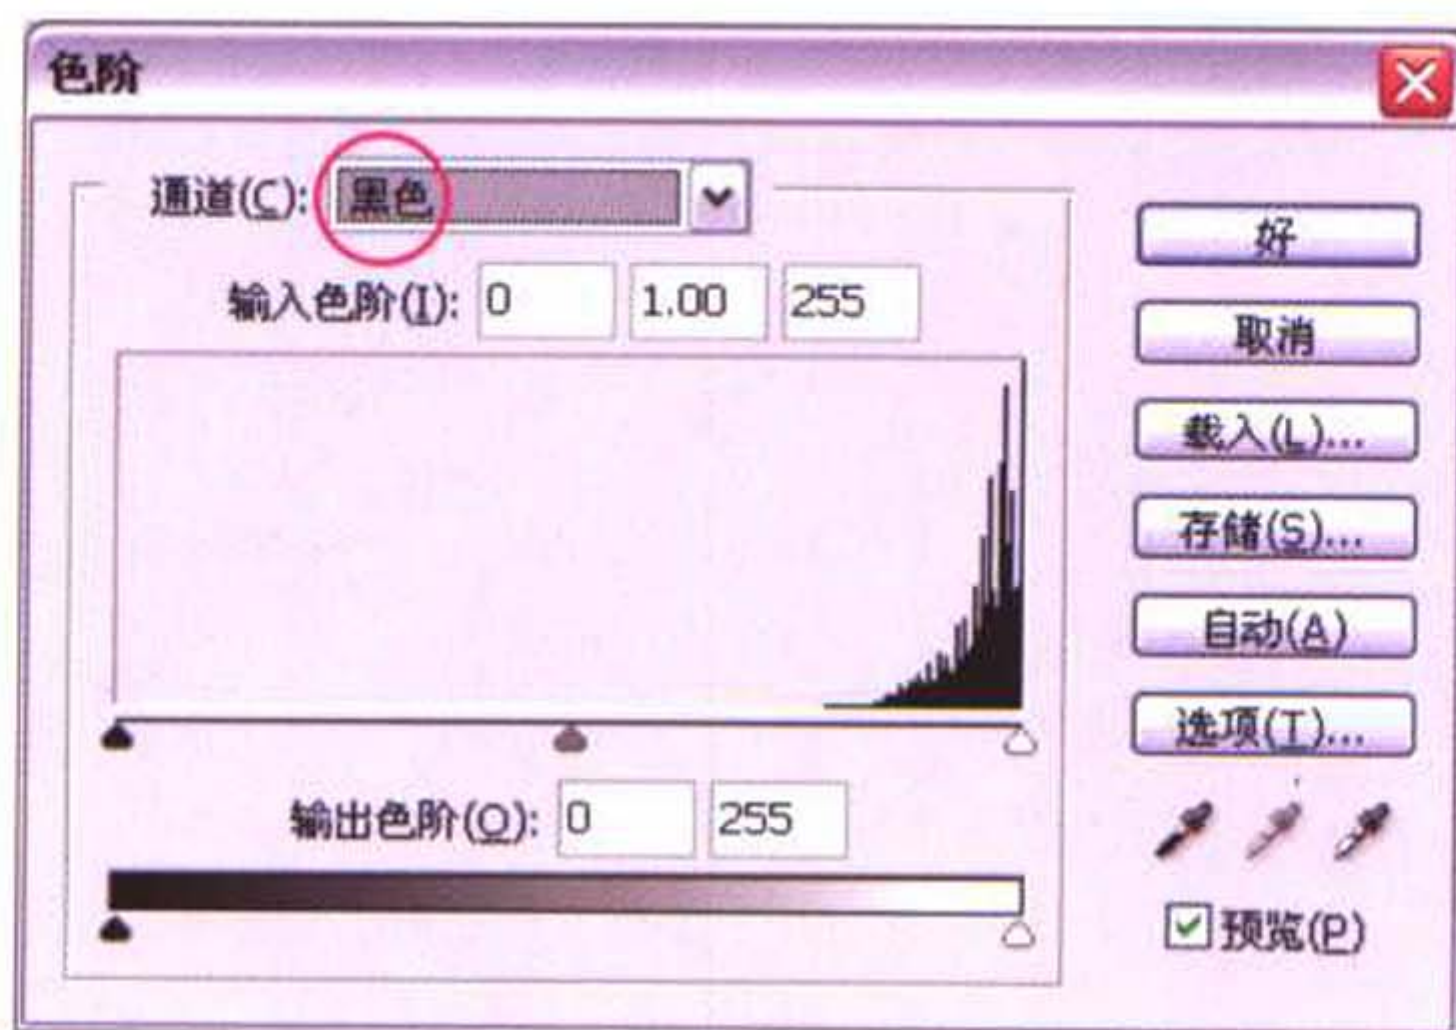 色阶
通道(C): 黑色
输入色阶(I): 0 1.00 255
输出色阶(O): 0 255
好
取消
载入(L)...
存储(S)...
自动(A)
选项(T)...
预览(P)